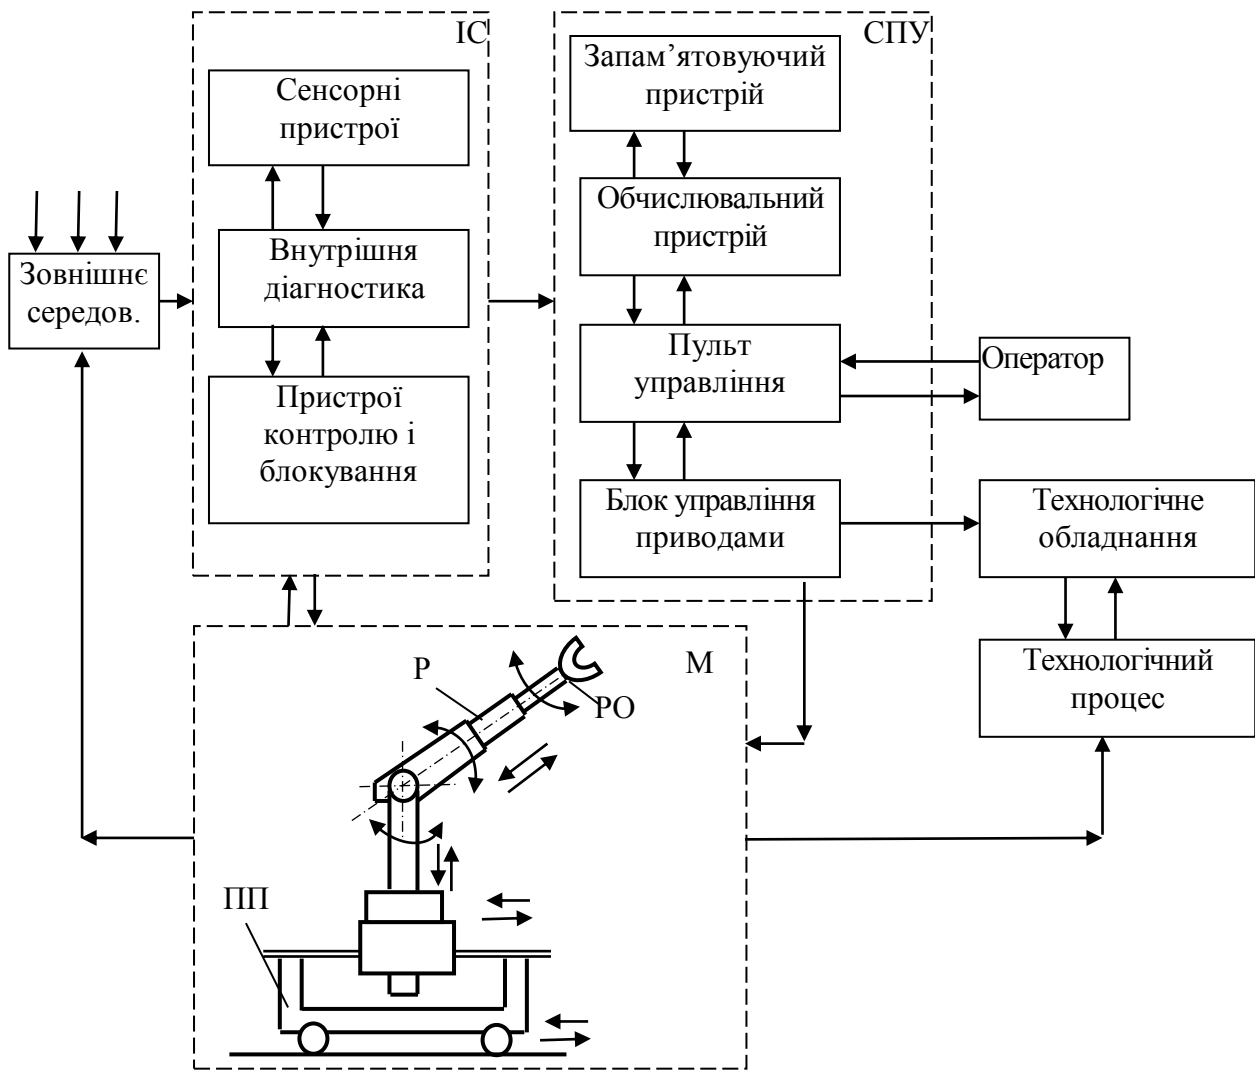 ІС
Сенсорні
пристрої
Внутрішня
діагностика
Пристрої
контролю і
блокування
Зовнішнє
середов.
СПУ
Запам’ятовуючий
пристрій
Обчислювальний
пристрій
Пульт
управління
Блок управління
приводами
Оператор
Технологічне
обладнання
Технологічний
процес
М
Р
РО
ПП